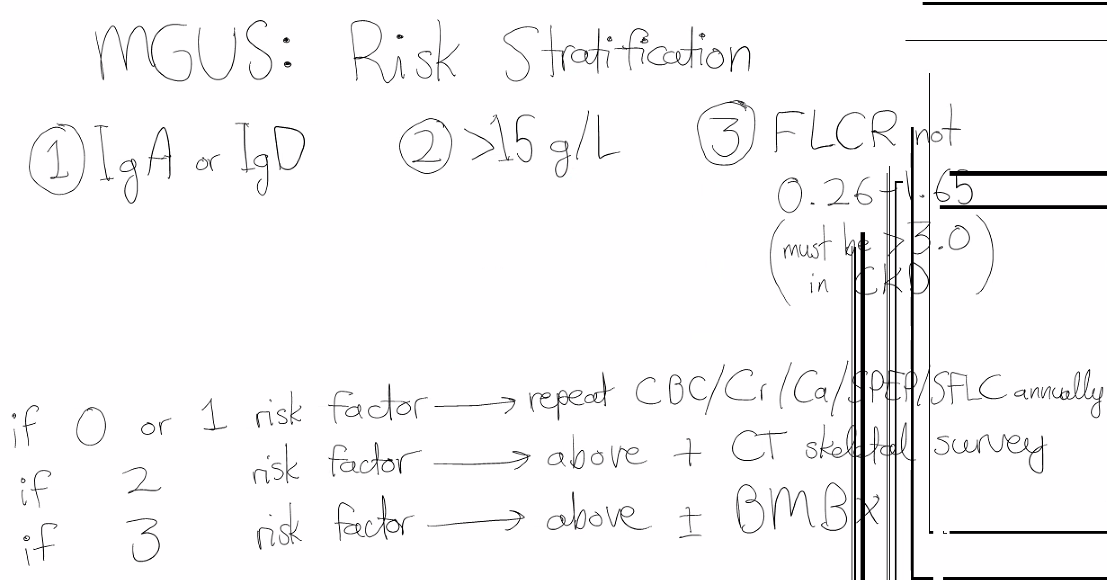 MGUS: Risk Stratification
① IgA or IgD ② >15 g/L ③ FLCR not
0.26-1.65
(must be > 3.0
in CKD)
if 0 or 1 risk factor → repeat CBC/Cr/Ca/SPEP/SFLC annually
if 2 risk factor → above + CT skeletal survey
if 3 risk factor → above ± BMBx